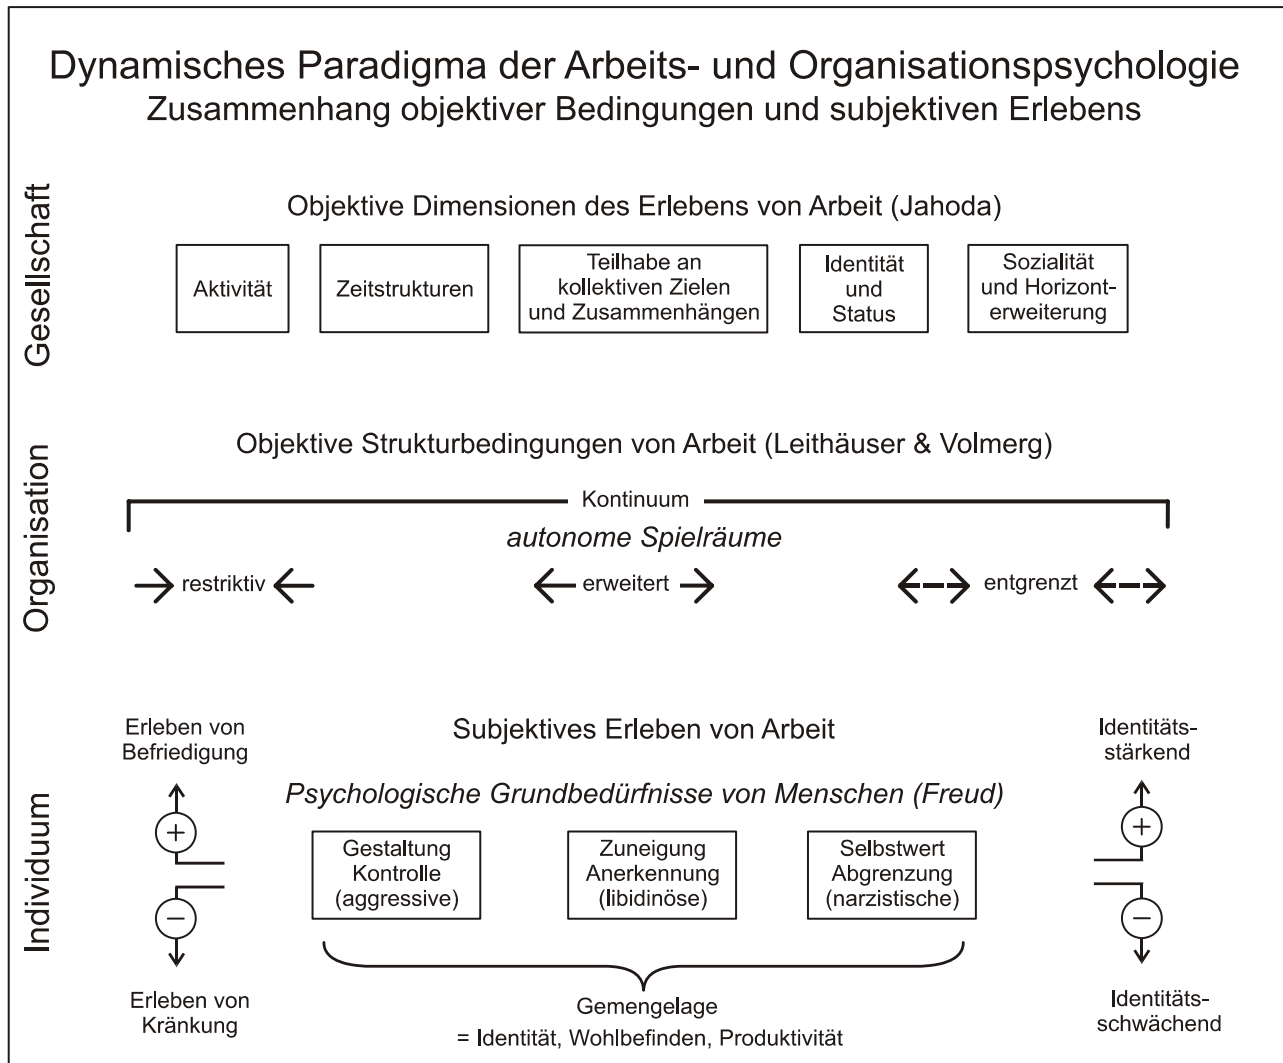 Dynamisches Paradigma der Arbeits- und Organisationspsychologie
Zusammenhang objektiver Bedingungen und subjektiven Erlebens
Gesellschaft
Objektive Dimensionen des Erlebens von Arbeit (Jahoda)
Aktivität
Zeitstrukturen
Teilhabe an
kollektiven Zielen
und Zusammenhängen
Identität
und
Status
Sozialität
und Horizont-
erweiterung
Organisation
Objektive Strukturbedingungen von Arbeit (Leithäuser & Volmerg)
Kontinuum
autonome Spielräume
restriktiv
erweitert
entgrenzt
Individuum
Erleben von
Befriedigung
+
−
Erleben von
Kränkung
Subjektives Erleben von Arbeit
Psychologische Grundbedürfnisse von Menschen (Freud)
Gestaltung
Kontrolle
(aggressive)
Zuneigung
Anerkennung
(libidinöse)
Selbstwert
Abgrenzung
(narzistische)
Gemengelage
= Identität, Wohlbefinden, Produktivität
Identitäts-
stärkend
+
−
Identitäts-
schwächend